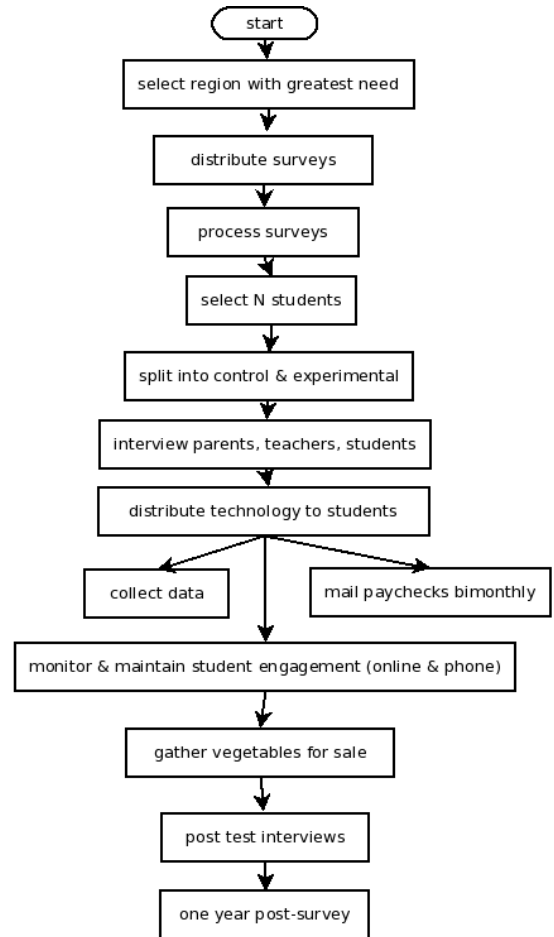 start
select region with greatest need
distribute surveys
process surveys
select N students
split into control & experimental
interview parents, teachers, students
distribute technology to students
collect data
mail paychecks bimonthly
monitor & maintain student engagement (online & phone)
gather vegetables for sale
post test interviews
one year post-survey